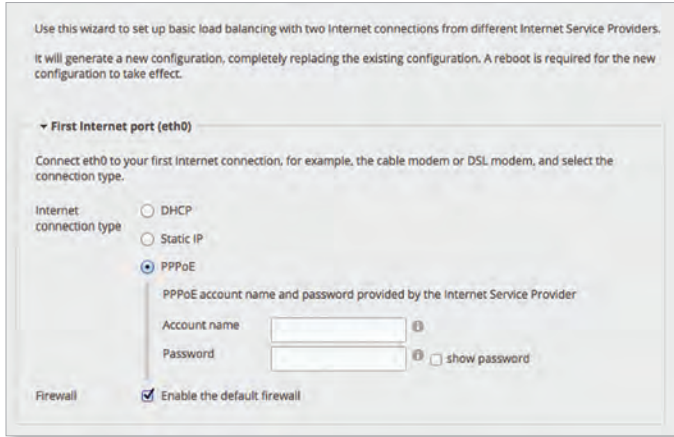 Use this wizard to set up basic load balancing with two Internet connections from different Internet Service Providers.
It will generate a new configuration, completely replacing the existing configuration. A reboot is required for the new
configuration to take effect.
First Internet port (eth0)
Connect eth0 to your first Internet connection, for example, the cable modem or DSL modem, and select the
connection type.
Internet
connection type
DHCP
Static IP
PPPoE
PPPoE account name and password provided by the Internet Service Provider
Account name
Password
show password
Firewall
Enable the default firewall